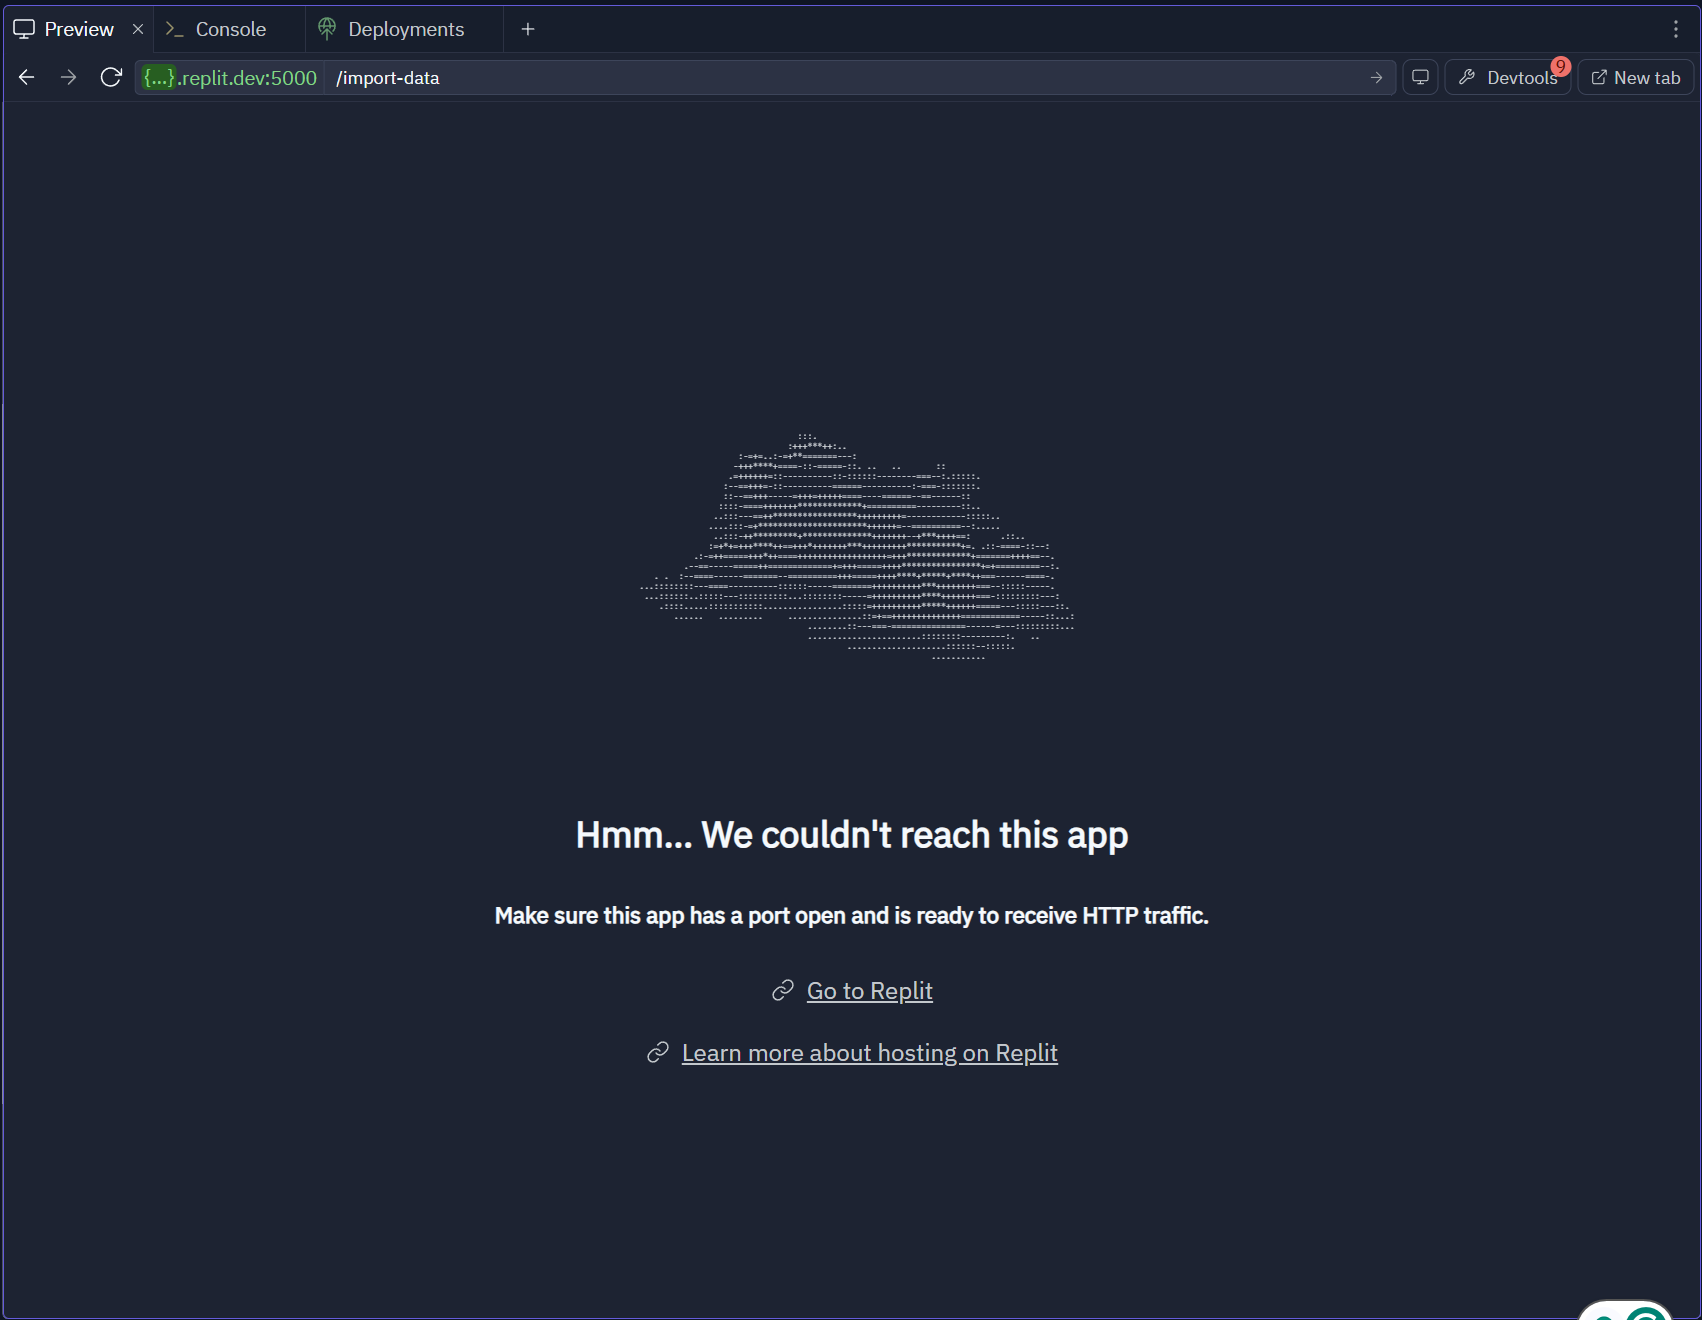 Preview
Console
Deployments
{...}.replit.dev:5000 /import-data
Devtools 9
New tab
Hmm... We couldn't reach this app
Make sure this app has a port open and is ready to receive HTTP traffic.
Go to Replit
Learn more about hosting on Replit